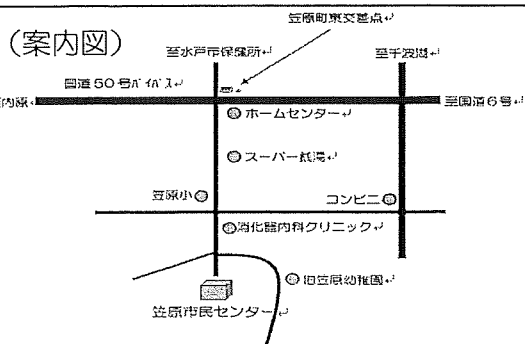 笠原町東交差点
（案内図）
至水戸市保健所
至千波湖
国道50号バイパス
内原
至国道6号
ホームセンター
スーパー銭湯
笠原小
コンビニ
消化器内科クリニック
旧笠原幼稚園
笠原市民センター